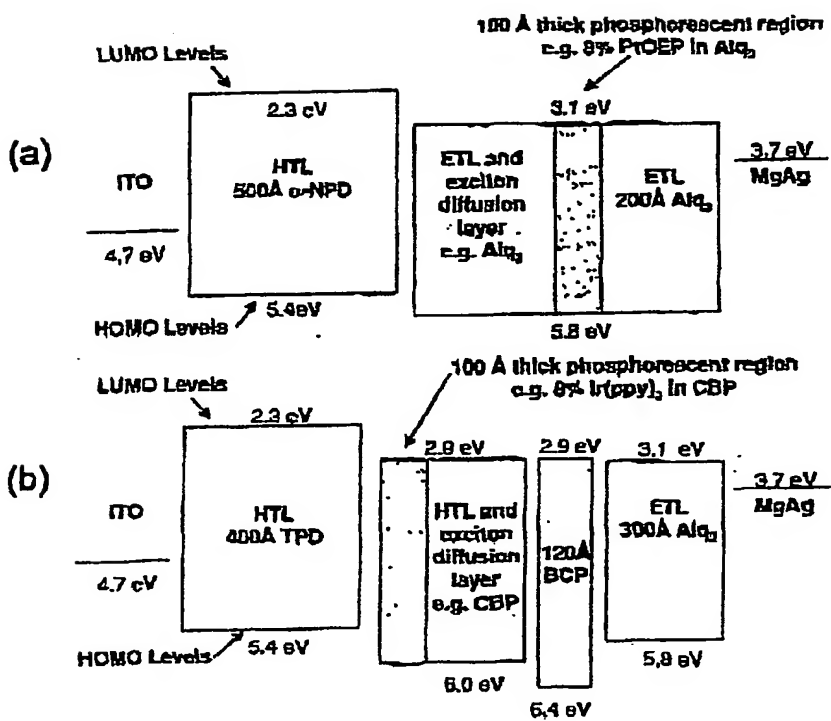 100 Å thick phosphorescent region
e.g. 8% PtOEP in Alq₃
LUMO Levels
(a)
2.3 eV
3.1 eV
ITO
HTL
500Å α-NPD
ETL and
exciton
diffusion
layer
e.g. Alq₃
ETL
200Å Alq₃
3.7 eV
MgAg
4.7 eV
5.4eV
HOMO Levels
5.8 eV
100 Å thick phosphorescent region
e.g. 8% Ir(ppy)₃ in CBP
LUMO Levels
(b)
2.3 eV
2.8 eV
2.9 eV
3.1 eV
ITO
HTL
400Å TPD
HTL and
exciton
diffusion
layer
e.g. CBP
120Å
BCP
ETL
300Å Alq₃
3.7 eV
MgAg
4.7 eV
5.4 eV
HOMO Levels
6.0 eV
6.4 eV
5.8 eV